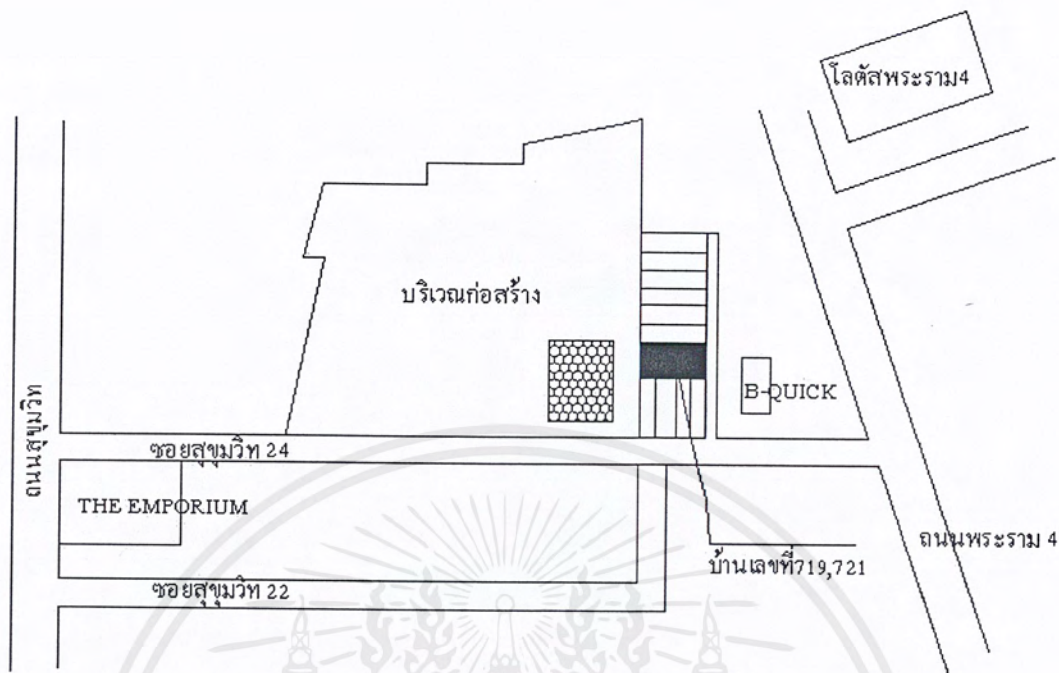 โลตัสพระราม4
บริเวณก่อสร้าง
B-QUICK
ถนนสุขุมวิท
ซอยสุขุมวิท 24
THE EMPORIUM
ถนนพระราม 4
บ้านเลขที่719,721
ซอยสุขุมวิท 22